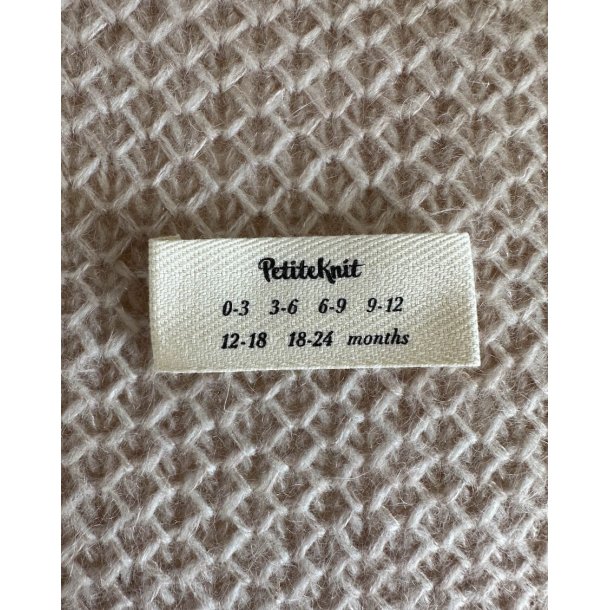 PetiteKnit
0-3 3-6 6-9 9-12
12-18 18-24 months